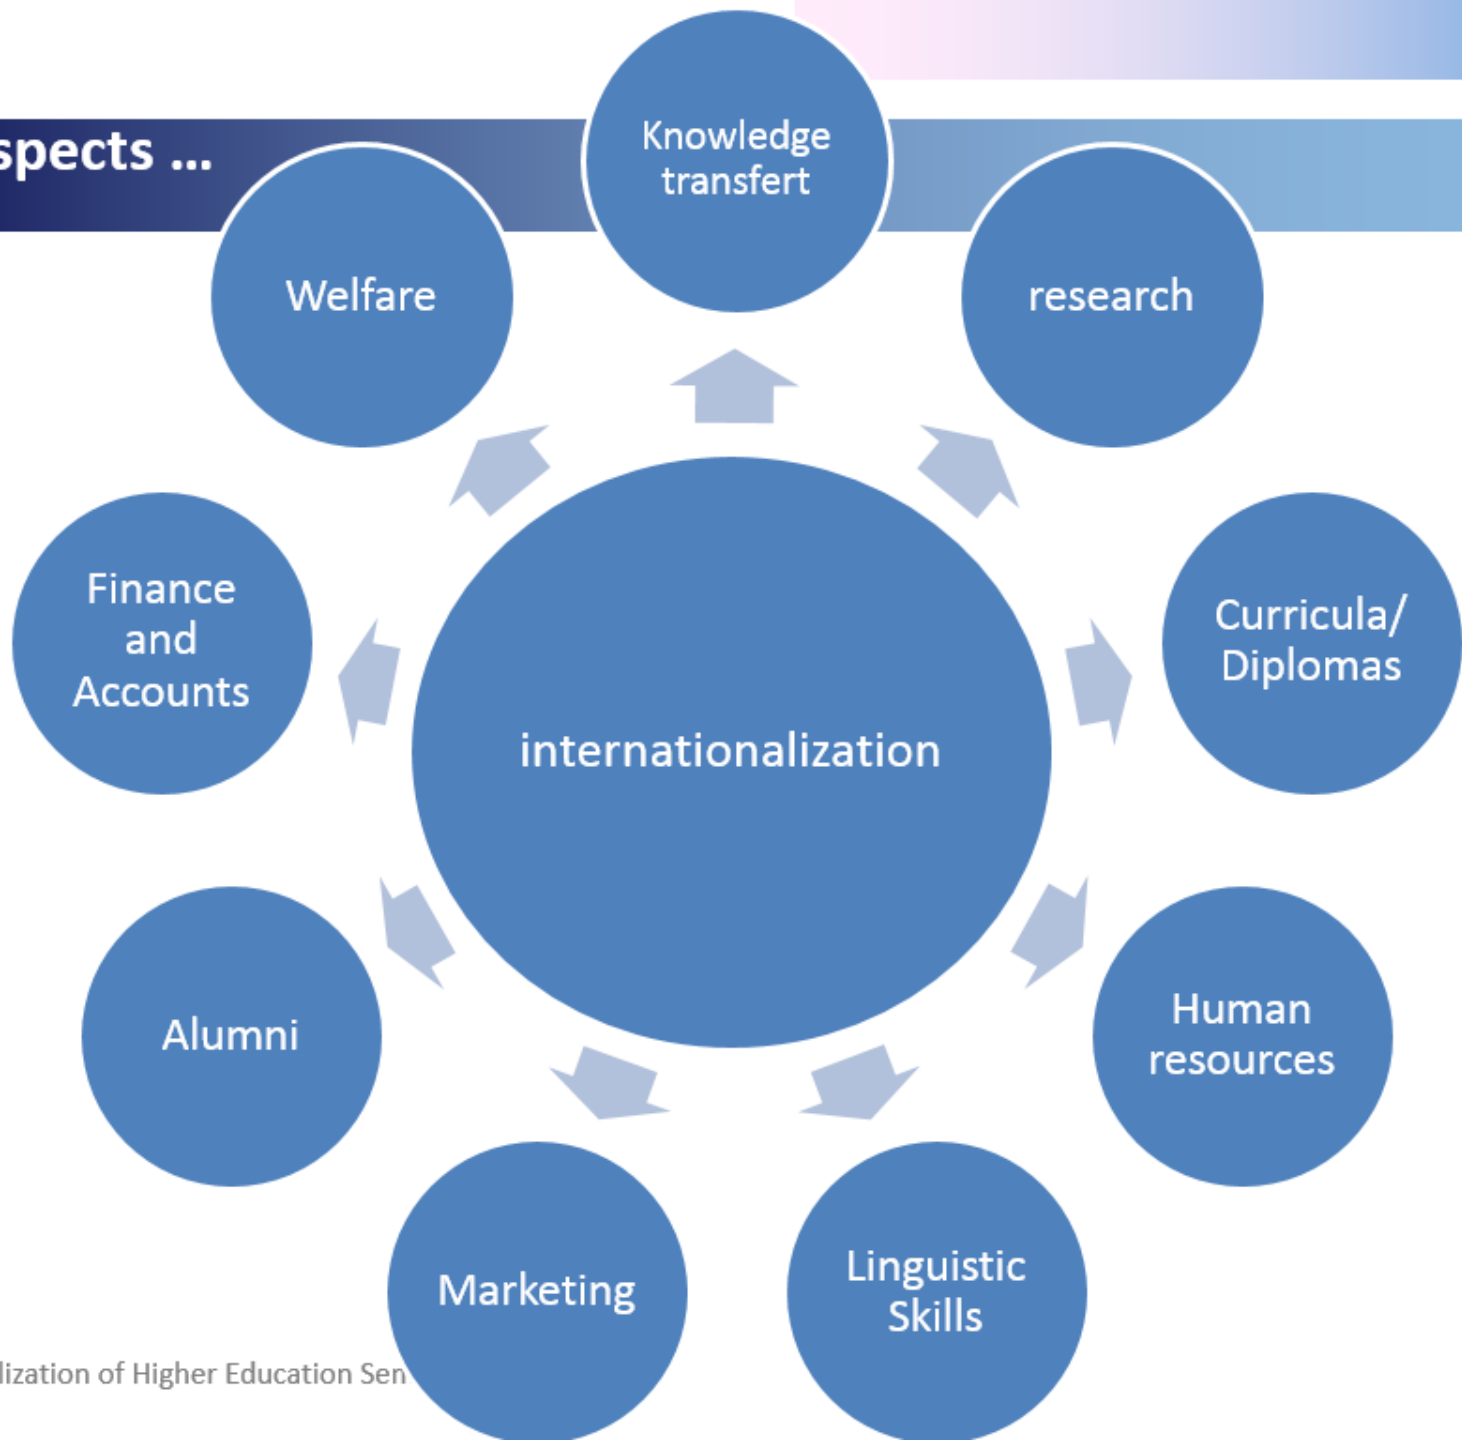 spects ...
Knowledge
transfert
Welfare
research
Finance
and
Accounts
Curricula/
Diplomas
internationalization
Alumni
Human
resources
Marketing
Linguistic
Skills
lization of Higher Education Sen